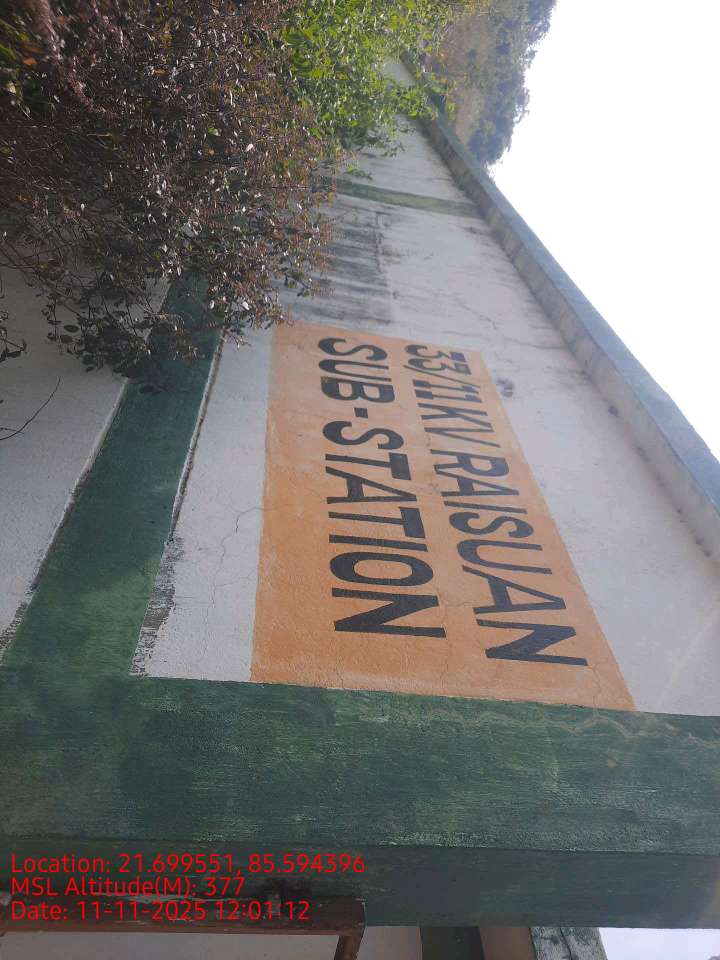 33/11KV RAISUAN
SUB-STATION
Location: 21.699551, 85.594396
MSL Altitude(M): 377
Date: 11-11-2025 12:01:12